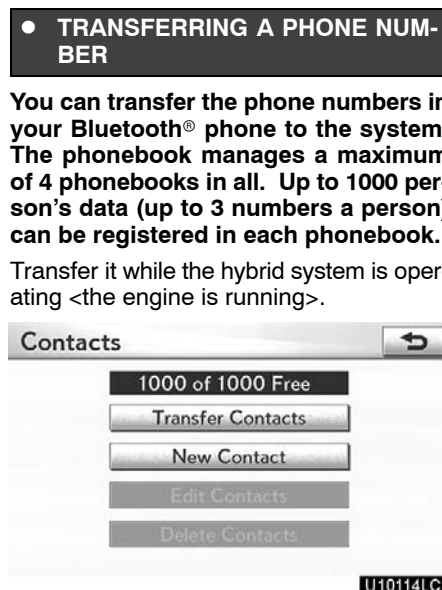 ● TRANSFERRING A PHONE NUM-
BER
You can transfer the phone numbers in
your Bluetooth® phone to the system
The phonebook manages a maximum
of 4 phonebooks in all. Up to 1000 per
son's data (up to 3 numbers a person)
can be registered in each phonebook.
Transfer it while the hybrid system is oper
ating <the engine is running>.
Contacts
1000 of 1000 Free
Transfer Contacts
New Contact
Edit Contacts
Delete Contacts
U10114LC